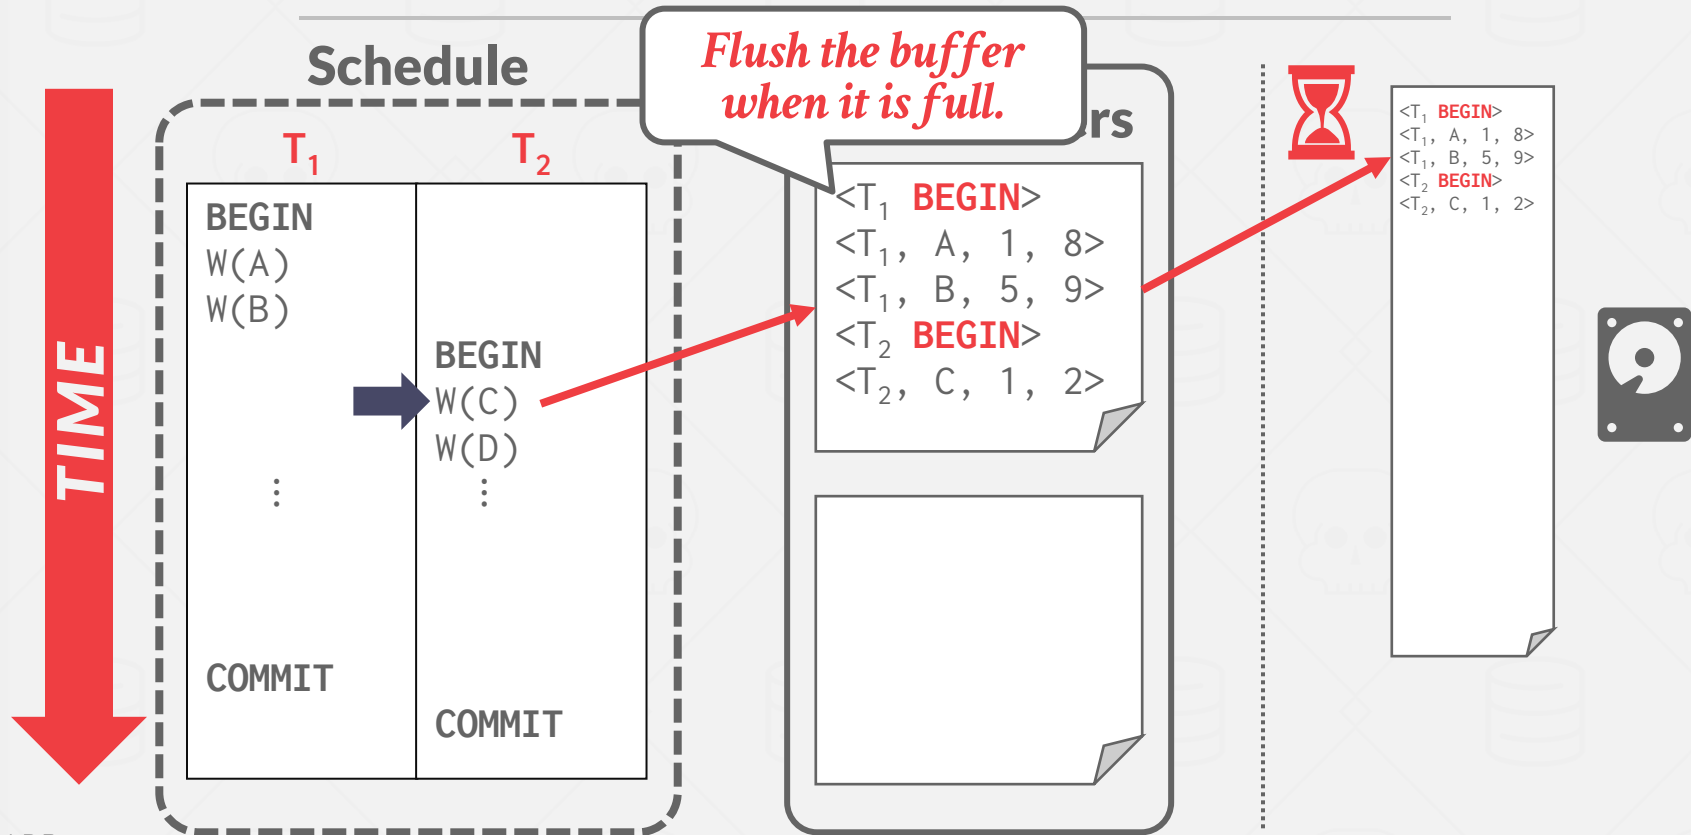 Schedule
Flush the buffer
when it is full.
rs
TIME
T₁ T₂
BEGIN
W(A)
W(B)
BEGIN
W(C)
W(D)
⋮ ⋮
COMMIT
COMMIT
<T₁ BEGIN>
<T₁, A, 1, 8>
<T₁, B, 5, 9>
<T₂ BEGIN>
<T₂, C, 1, 2>
<T₁ BEGIN>
<T₁, A, 1, 8>
<T₁, B, 5, 9>
<T₂ BEGIN>
<T₂, C, 1, 2>